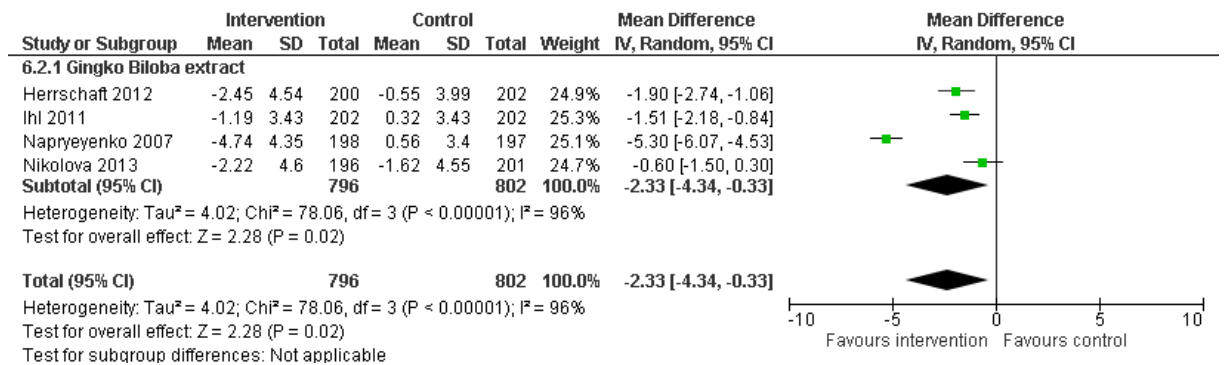 Intervention Control Mean Difference Mean Difference
Study or Subgroup Mean SD Total Mean SD Total Weight IV, Random, 95% CI IV, Random, 95% CI
6.2.1 Gingko Biloba extract
Herrschaft 2012 -2.45 4.54 200 -0.55 3.99 202 24.9% -1.90 [-2.74, -1.06]
Ihl 2011 -1.19 3.43 202 0.32 3.43 202 25.3% -1.51 [-2.18, -0.84]
Napryeyenko 2007 -4.74 4.35 198 0.56 3.4 197 25.1% -5.30 [-6.07, -4.53]
Nikolova 2013 -2.22 4.6 196 -1.62 4.55 201 24.7% -0.60 [-1.50, 0.30]
Subtotal (95% CI) 796 802 100.0% -2.33 [-4.34, -0.33]
Heterogeneity: Tau² = 4.02; Chi² = 78.06, df = 3 (P < 0.00001); I² = 96%
Test for overall effect: Z = 2.28 (P = 0.02)
Total (95% CI) 796 802 100.0% -2.33 [-4.34, -0.33]
Heterogeneity: Tau² = 4.02; Chi² = 78.06, df = 3 (P < 0.00001); I² = 96%
Test for overall effect: Z = 2.28 (P = 0.02)
Test for subgroup differences: Not applicable
-10 -5 0 5 10
Favours intervention Favours control